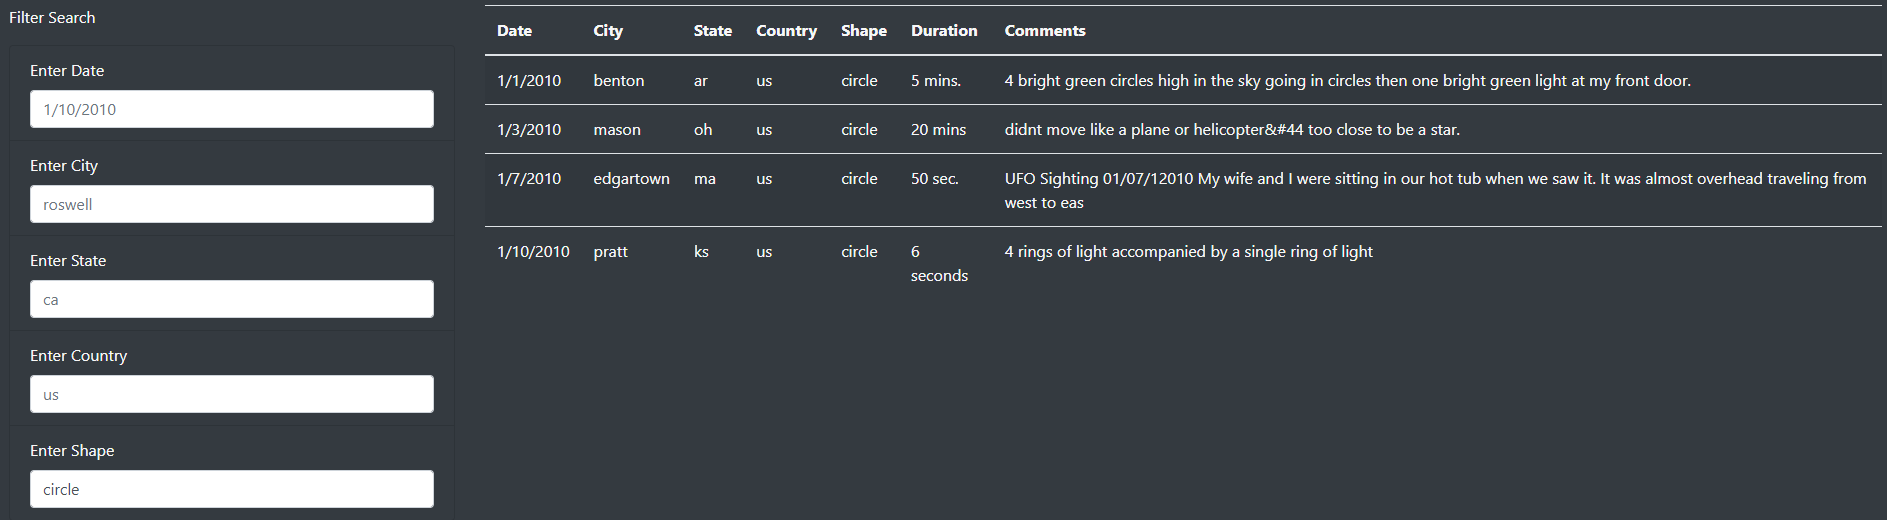 Filter Search
Enter Date
1/10/2010
Enter City
roswell
Enter State
ca
Enter Country
us
Enter Shape
circle
Date City State Country Shape Duration Comments
1/1/2010 benton ar us circle 5 mins. 4 bright green circles high in the sky going in circles then one bright green light at my front door.
1/3/2010 mason oh us circle 20 mins didnt move like a plane or helicopter&#44 too close to be a star.
1/7/2010 edgartown ma us circle 50 sec. UFO Sighting 01/07/12010 My wife and I were sitting in our hot tub when we saw it. It was almost overhead traveling from
west to eas
1/10/2010 pratt ks us circle 6 4 rings of light accompanied by a single ring of light
seconds